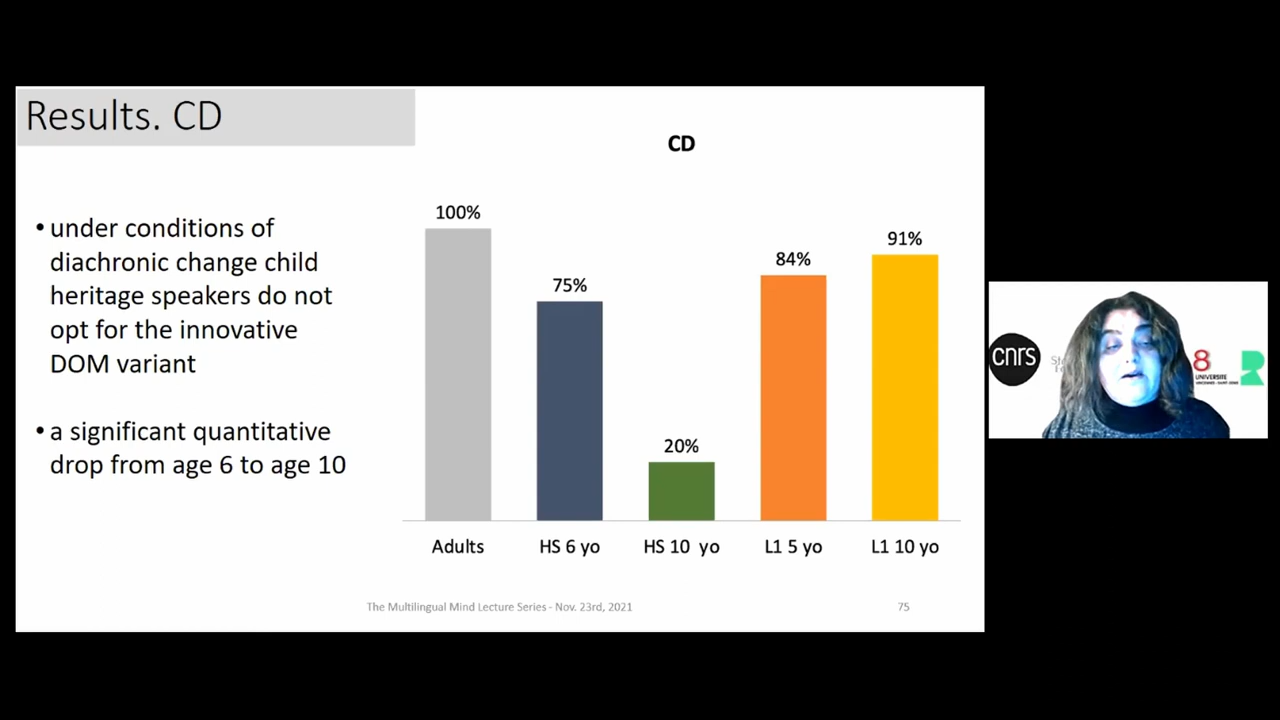 Results. CD
CD
• under conditions of
diachronic change child
heritage speakers do not
opt for the innovative
DOM variant
• a significant quantitative
drop from age 6 to age 10
100%
75%
20%
84%
91%
Adults
HS 6 yo
HS 10 yo
L1 5 yo
L1 10 yo
The Multilingual Mind Lecture Series - Nov. 23rd, 2021
75
cnrs
8
UNIVERSITE